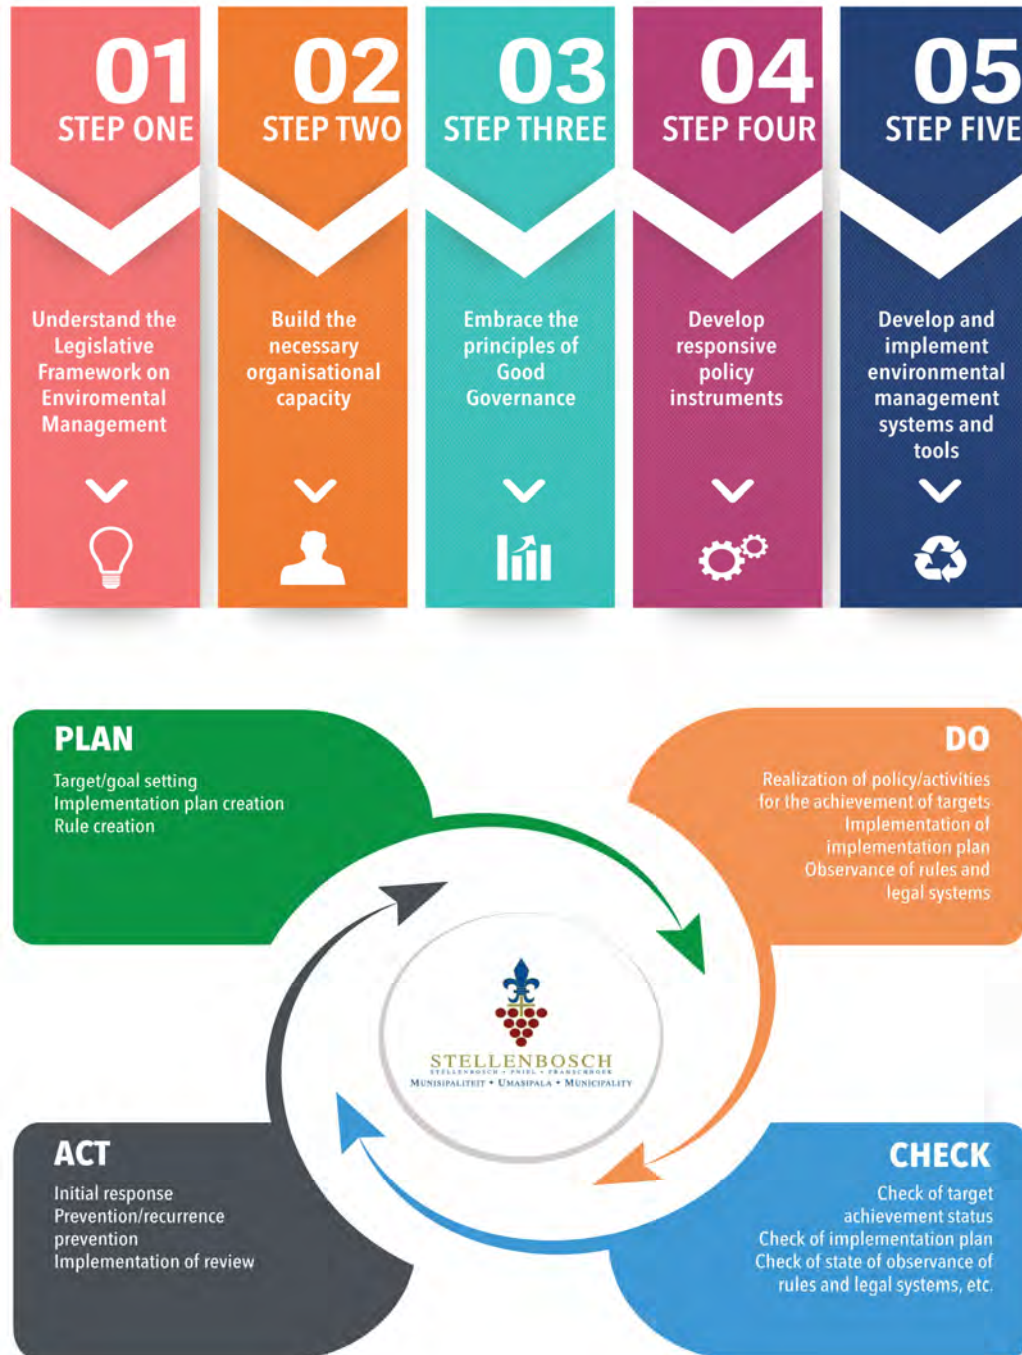 01
STEP ONE
Understand the
Legislative
Framework on
Enviromental
Management
02
STEP TWO
Build the
necessary
organisational
capacity
03
STEP THREE
Embrace the
principles of
Good
Governance
04
STEP FOUR
Develop
responsive
policy
instruments
05
STEP FIVE
Develop and
implement
environmental
management
systems and
tools
PLAN
Target/goal setting
Implementation plan creation
Rule creation
DO
Realization of policy/activities
for the achievement of targets
Implementation of
implementation plan
Observance of rules and
legal systems
STELLENBOSCH
STELLENBOSCH • PNIEL • FRANSCHHOEK
MUNISIPALITEIT • UMASIPALA • MUNICIPALITY
ACT
Initial response
Prevention/recurrence
prevention
Implementation of review
CHECK
Check of target
achievement status
Check of implementation plan
Check of state of observance of
rules and legal systems, etc.